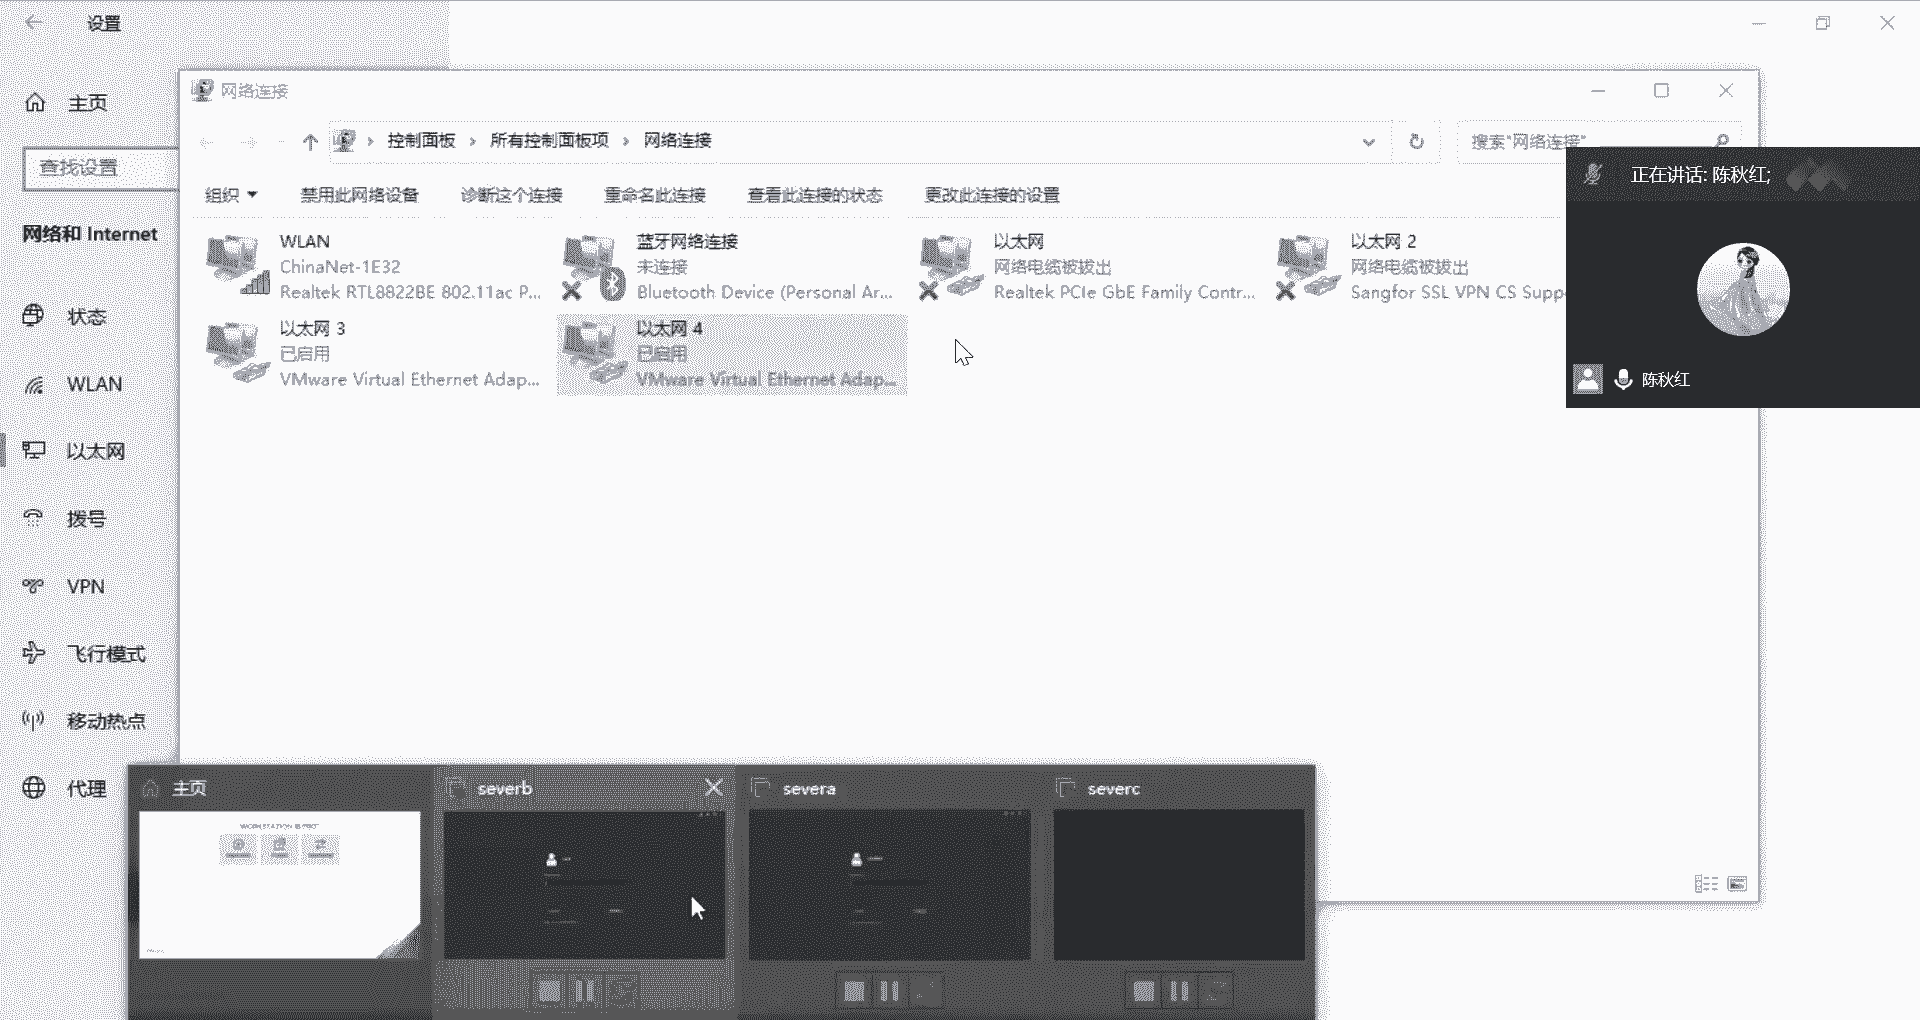 设置
主页
查找设置
网络和 Internet
状态
WLAN
以太网
拨号
VPN
飞行模式
移动热点
代理
网络连接
控制面板 › 所有控制面板项 › 网络连接
搜索"网络连接"
组织 禁用此网络设备 诊断这个连接 重命名此连接 查看此连接的状态 更改此连接的设置
WLAN
ChinaNet-1E32
Realtek RTL8822BE 802.11ac P...
蓝牙网络连接
未连接
Bluetooth Device (Personal Ar...
以太网
网络电缆被拔出
Realtek PCIe GbE Family Contr...
以太网 2
网络电缆被拔出
Sangfor SSL VPN CS Supp
以太网 3
已启用
VMware Virtual Ethernet Adap...
以太网 4
已启用
VMware Virtual Ethernet Adap...
正在讲话: 陈秋红;
陈秋红
主页
severb
severa
severc